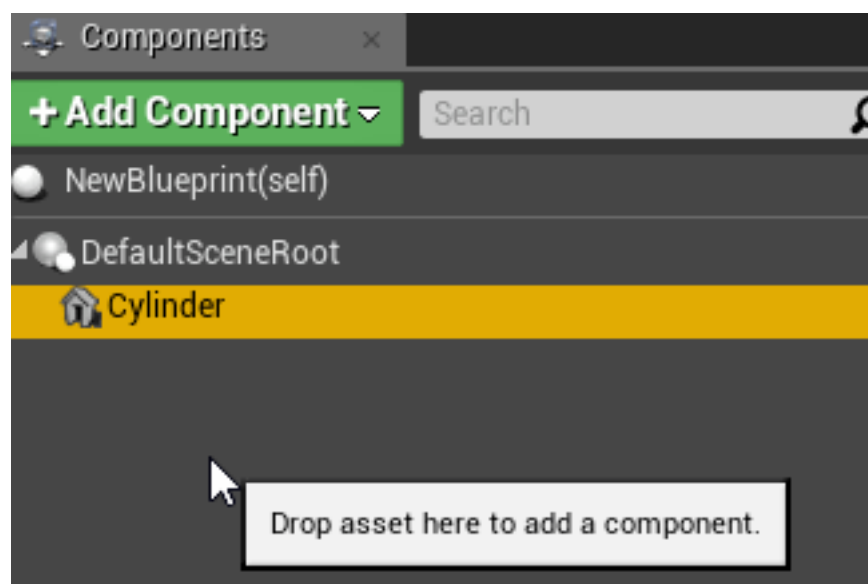 Components
+ Add Component
Search
NewBlueprint(self)
DefaultSceneRoot
Cylinder
Drop asset here to add a component.